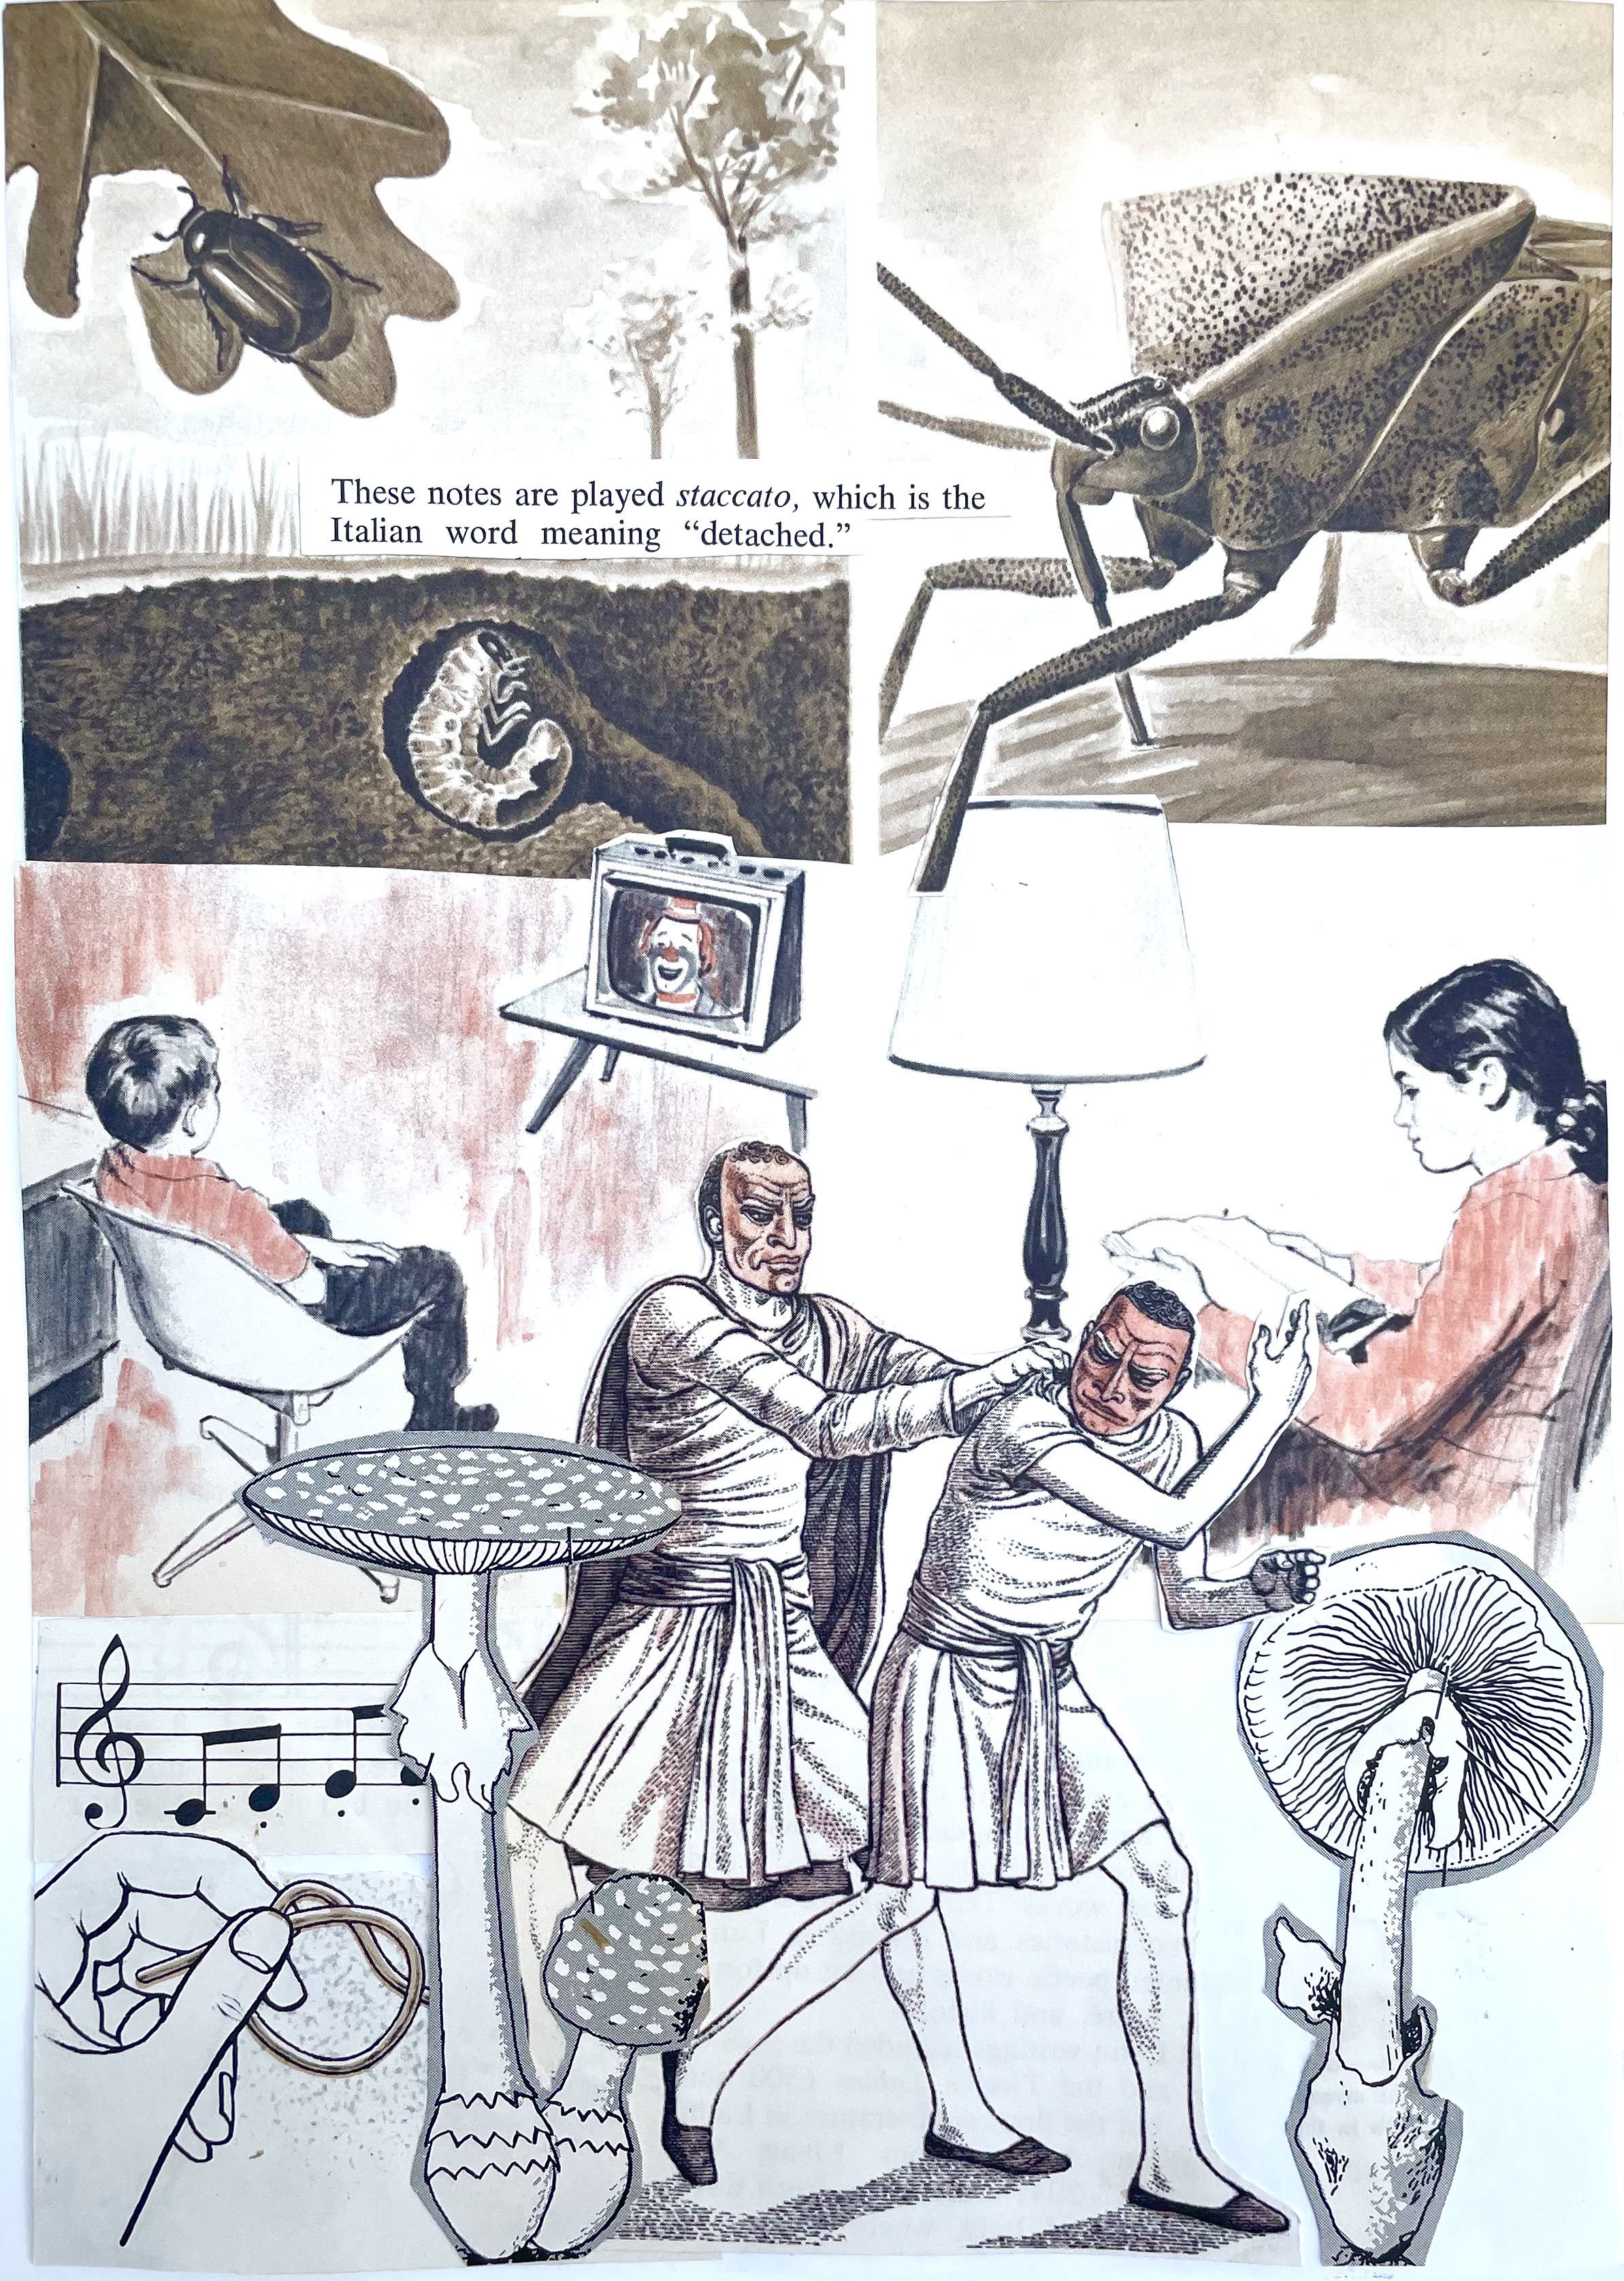 These notes are played staccato, which is the
Italian word meaning “detached.”